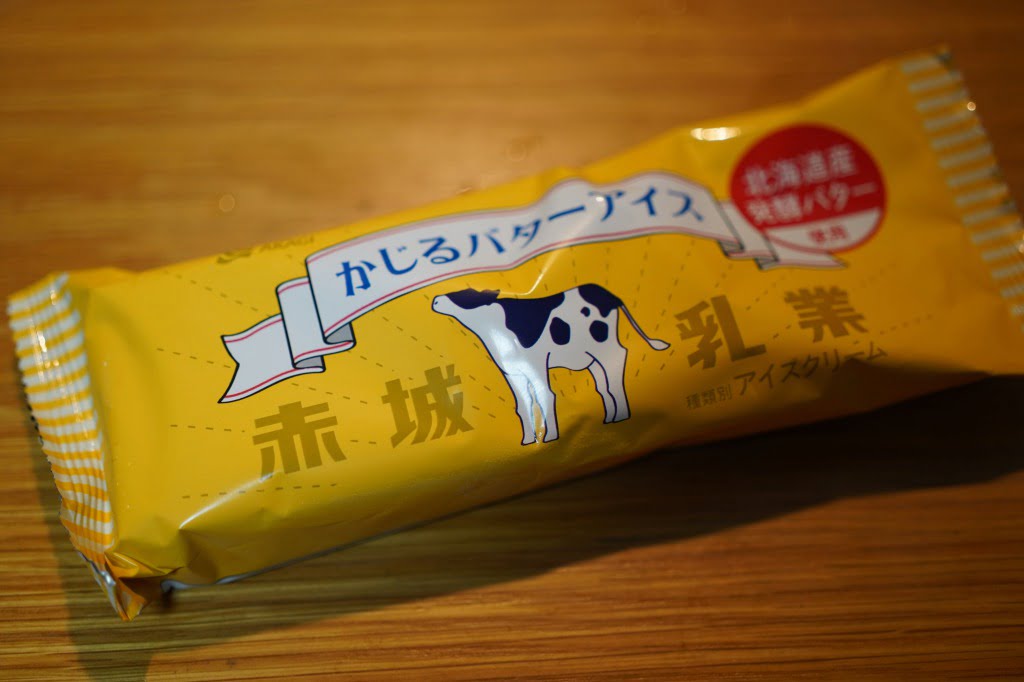 AKAGI
かじるバターアイス
北海道産
発酵バター
使用
赤城乳業
種類別 アイスクリーム